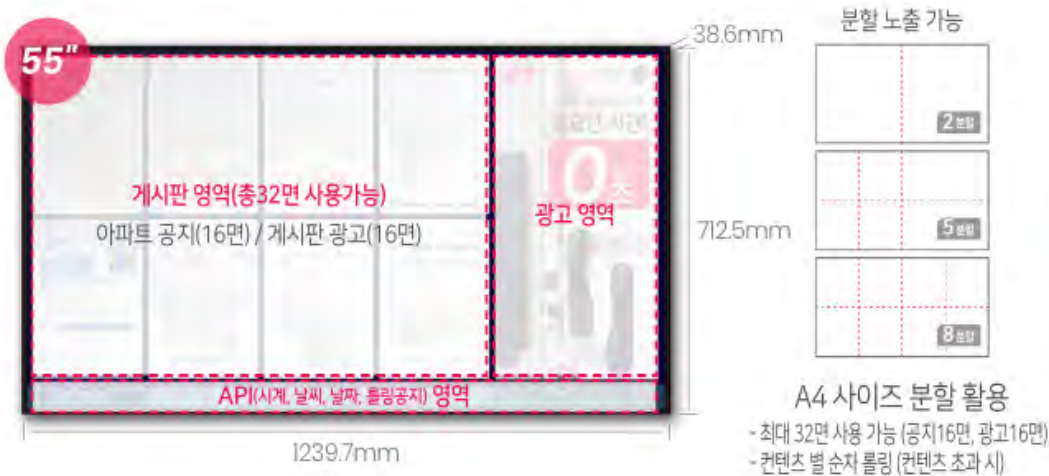 55"
38.6mm
분할 노출 가능
2분할
게시판 영역(총32면 사용가능)
아파트 공지(16면) / 게시판 광고(16면)
0초
광고 영역
712.5mm
5분할
8분할
API(시계, 날씨, 날짜, 롤링공지) 영역
1239.7mm
A4 사이즈 분할 활용
- 최대 32면 사용 가능 (공지16면, 광고16면)
- 컨텐츠 별 순차 롤링 (컨텐츠 초과 시)